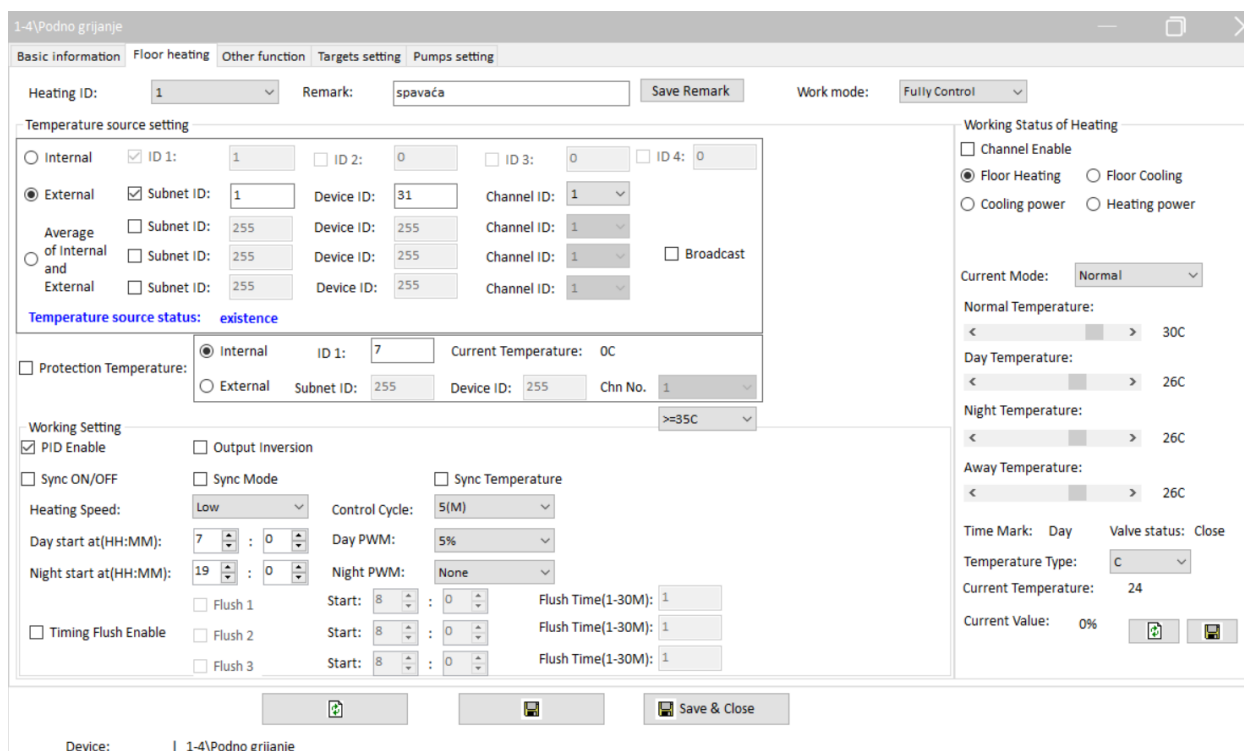 1-4\Podno grijanje
Basic information Floor heating Other function Targets setting Pumps setting
Heating ID: 1 Remark: spavaća Save Remark Work mode: Fully Control
Temperature source setting
Internal ID 1: 1 ID 2: 0 ID 3: 0 ID 4: 0
External Subnet ID: 1 Device ID: 31 Channel ID: 1
Average of Internal and External
Subnet ID: 255 Device ID: 255 Channel ID: 1
Subnet ID: 255 Device ID: 255 Channel ID: 1 Broadcast
Subnet ID: 255 Device ID: 255 Channel ID: 1
Temperature source status: existence
Protection Temperature:
Internal ID 1: 7 Current Temperature: 0C
External Subnet ID: 255 Device ID: 255 Chn No. 1
>=35C
Working Setting
PID Enable Output Inversion
Sync ON/OFF Sync Mode Sync Temperature
Heating Speed: Low Control Cycle: 5(M)
Day start at(HH:MM): 7 : 0 Day PWM: 5%
Night start at(HH:MM): 19 : 0 Night PWM: None
Timing Flush Enable
Flush 1 Start: 8 : 0 Flush Time(1-30M): 1
Flush 2 Start: 8 : 0 Flush Time(1-30M): 1
Flush 3 Start: 8 : 0 Flush Time(1-30M): 1
Working Status of Heating
Channel Enable
Floor Heating Floor Cooling
Cooling power Heating power
Current Mode: Normal
Normal Temperature:
< > 30C
Day Temperature:
< > 26C
Night Temperature:
< > 26C
Away Temperature:
< > 26C
Time Mark: Day Valve status: Close
Temperature Type: C
Current Temperature: 24
Current Value: 0%
Save & Close
Device: 1-4\Podno grijanje